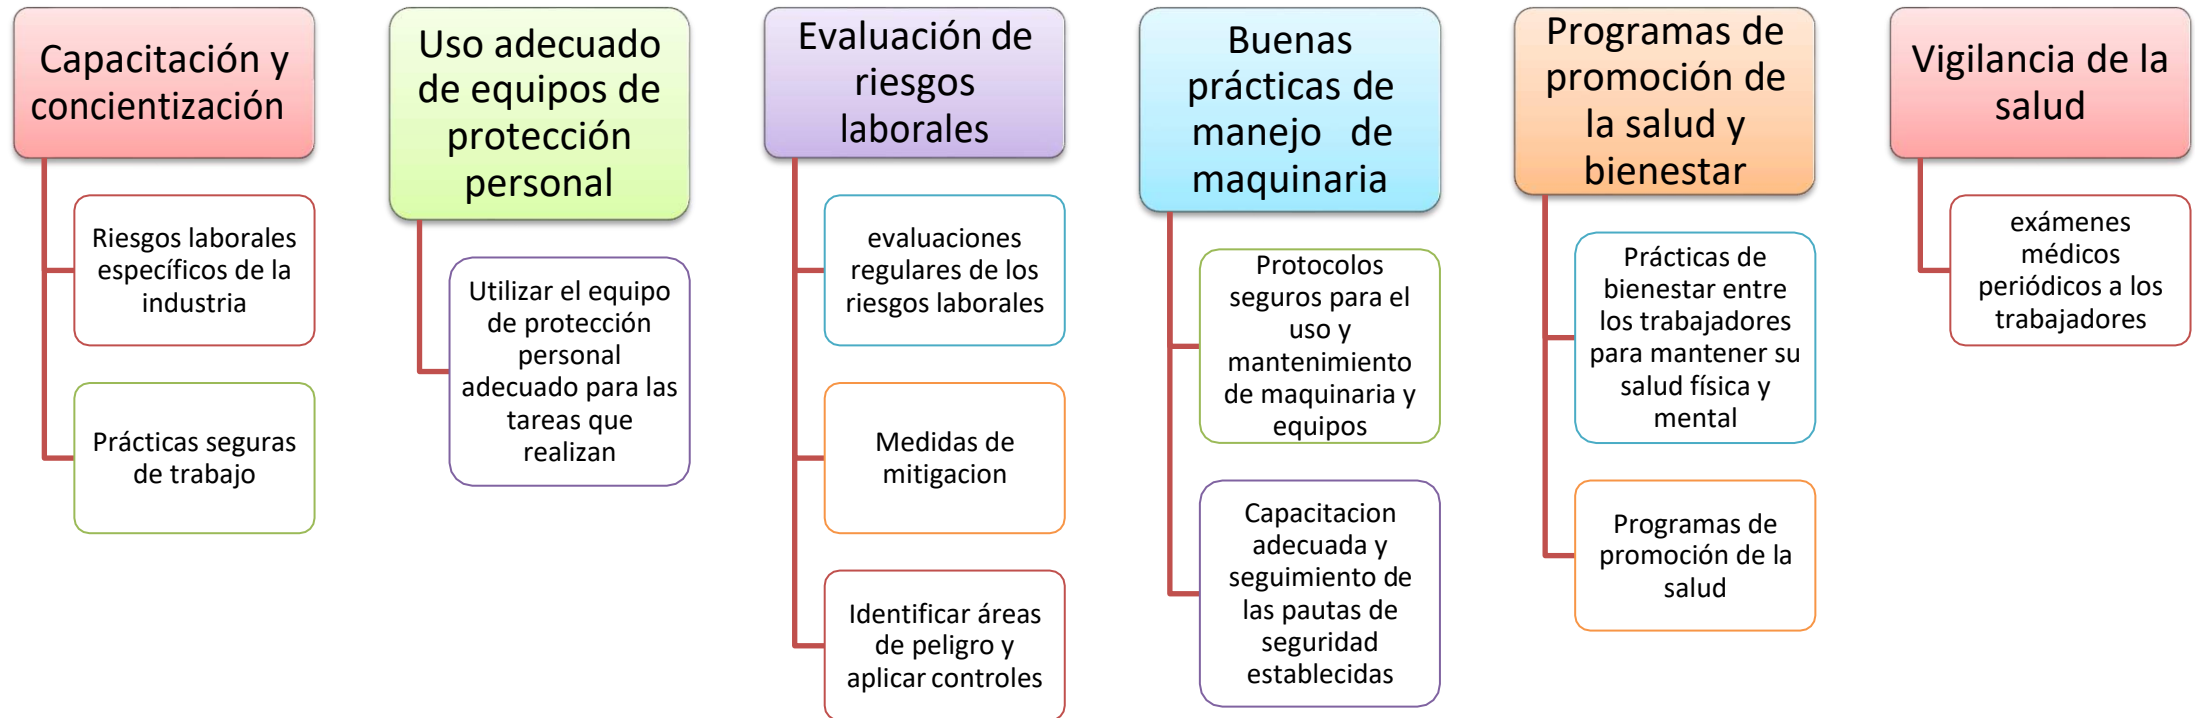 Capacitación y
concientización
Riesgos laborales
específicos de la
industria
Prácticas seguras
de trabajo
Uso adecuado
de equipos de
protección
personal
Utilizar el equipo
de protección
personal
adecuado para las
tareas que
realizan
Evaluación de
riesgos
laborales
evaluaciones
regulares de los
riesgos laborales
Medidas de
mitigacion
Identificar áreas
de peligro y
aplicar controles
Buenas
prácticas de
manejo de
maquinaria
Protocolos
seguros para el
uso y
mantenimiento
de maquinaria y
equipos
Capacitacion
adecuada y
seguimiento de
las pautas de
seguridad
establecidas
Programas de
promoción de
la salud y
bienestar
Prácticas de
bienestar entre
los trabajadores
para mantener su
salud física y
mental
Programas de
promoción de la
salud
Vigilancia de la
salud
exámenes
médicos
periódicos a los
trabajadores